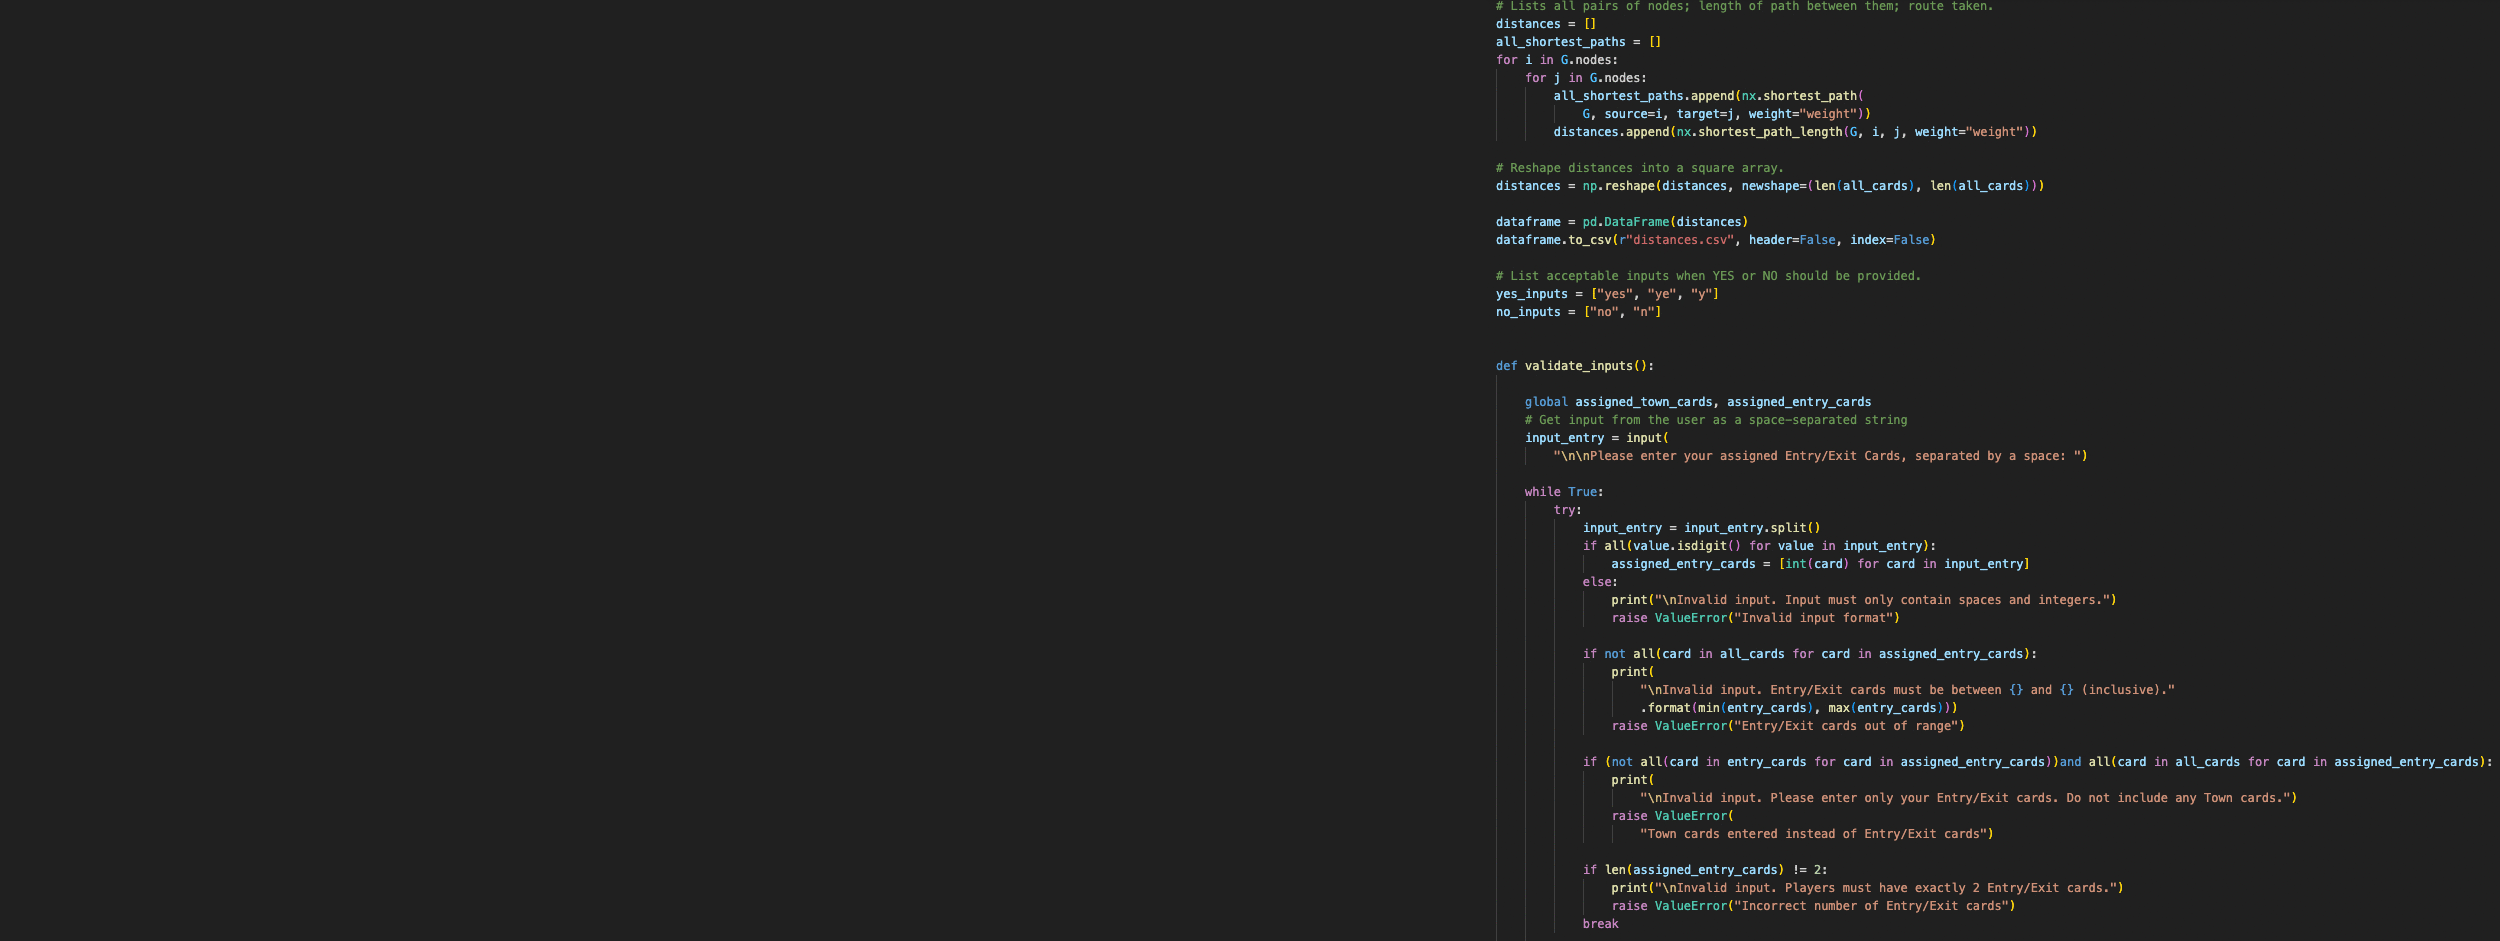 # Lists all pairs of nodes; length of path between them; route taken.
distances = []
all_shortest_paths = []
for i in G.nodes:
    for j in G.nodes:
        all_shortest_paths.append(nx.shortest_path(
            G, source=i, target=j, weight="weight"))
        distances.append(nx.shortest_path_length(G, i, j, weight="weight"))

# Reshape distances into a square array.
distances = np.reshape(distances, newshape=(len(all_cards), len(all_cards)))

dataframe = pd.DataFrame(distances)
dataframe.to_csv(r"distances.csv", header=False, index=False)

# List acceptable inputs when YES or NO should be provided.
yes_inputs = ["yes", "ye", "y"]
no_inputs = ["no", "n"]


def validate_inputs():

    global assigned_town_cards, assigned_entry_cards
    # Get input from the user as a space-separated string
    input_entry = input(
        "\n\nPlease enter your assigned Entry/Exit Cards, separated by a space: ")

    while True:
        try:
            input_entry = input_entry.split()
            if all(value.isdigit() for value in input_entry):
                assigned_entry_cards = [int(card) for card in input_entry]
            else:
                print("\nInvalid input. Input must only contain spaces and integers.")
                raise ValueError("Invalid input format")

            if not all(card in all_cards for card in assigned_entry_cards):
                print(
                    "\nInvalid input. Entry/Exit cards must be between {} and {} (inclusive)."
                    .format(min(entry_cards), max(entry_cards)))
                raise ValueError("Entry/Exit cards out of range")

            if (not all(card in entry_cards for card in assigned_entry_cards))and all(card in all_cards for card in assigned_entry_cards):
                print(
                    "\nInvalid input. Please enter only your Entry/Exit cards. Do not include any Town cards.")
                raise ValueError(
                    "Town cards entered instead of Entry/Exit cards")

            if len(assigned_entry_cards) != 2:
                print("\nInvalid input. Players must have exactly 2 Entry/Exit cards.")
                raise ValueError("Incorrect number of Entry/Exit cards")
            break